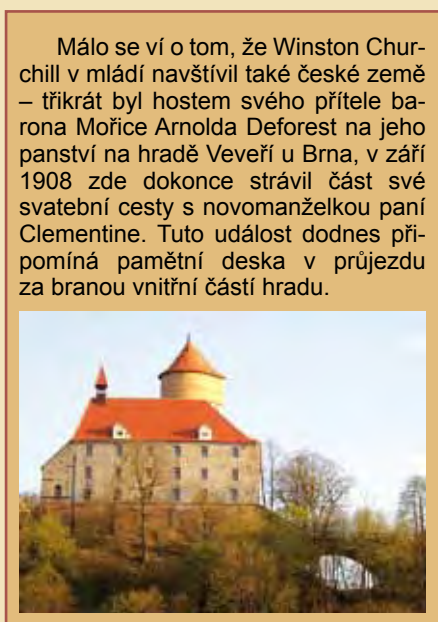 Málo se ví o tom, že Winston Chur-
chill v mládí navštívil také české země
– třikrát byl hostem svého přítele ba-
rona Mořice Arnolda Deforest na jeho
panství na hradě Veveří u Brna, v září
1908 zde dokonce strávil část své
svatební cesty s novomanželkou paní
Clementine. Tuto událost dodnes při-
pomíná pamětní deska v průjezdu
za branou vnitřní částí hradu.